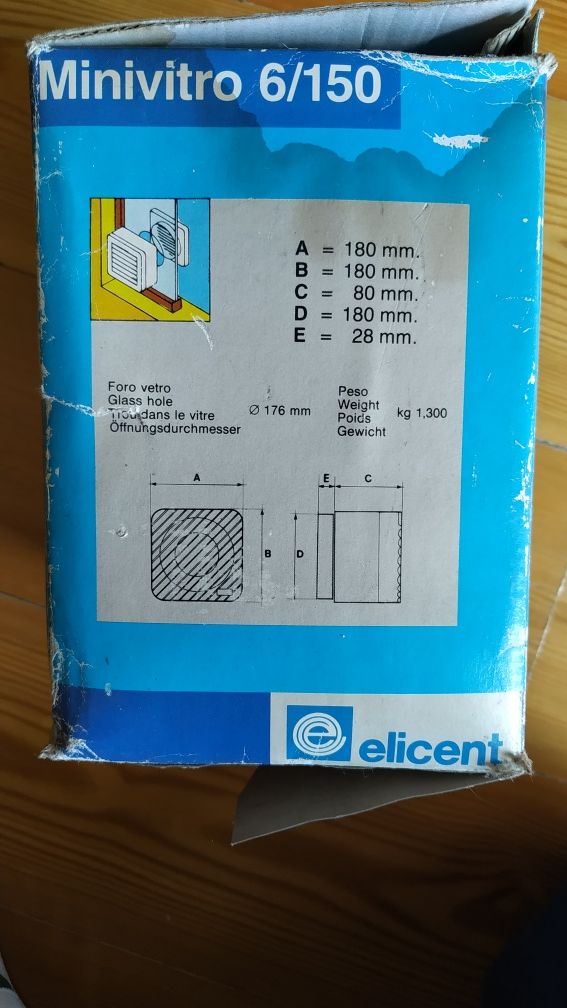 Minivitro 6/150
A = 180 mm.
B = 180 mm.
C = 80 mm.
D = 180 mm.
E = 28 mm.
Foro vetro
Glass hole
Trou dans le vitre
Öffnungsdurchmesser
Ø 176 mm
Peso
Weight
Poids
Gewicht
kg 1,300
A
B
D
E
C
elicent